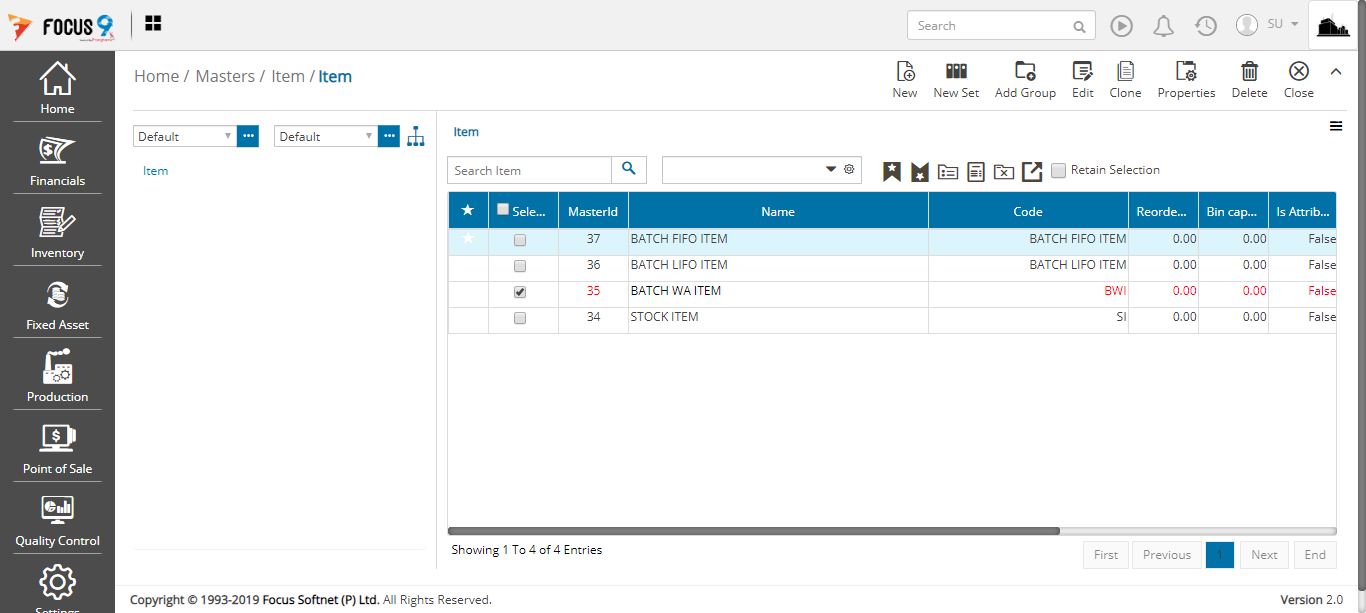 FOCUS 9
Search
SU
Home
Financials
Inventory
Fixed Asset
Production
Point of Sale
Quality Control
Settings
Home / Masters / Item / Item
New
New Set
Add Group
Edit
Clone
Properties
Delete
Close
Default
Default
Item
Item
Search Item
Retain Selection
Sele... MasterId Name Code Reorde... Bin cap... Is Attrib...
37 BATCH FIFO ITEM BATCH FIFO ITEM 0.00 0.00 False
36 BATCH LIFO ITEM BATCH LIFO ITEM 0.00 0.00 False
35 BATCH WA ITEM BWI 0.00 0.00 False
34 STOCK ITEM SI 0.00 0.00 False
Showing 1 To 4 of 4 Entries
First Previous 1 Next End
Copyright © 1993-2019 Focus Softnet (P) Ltd. All Rights Reserved.
Version 2.0